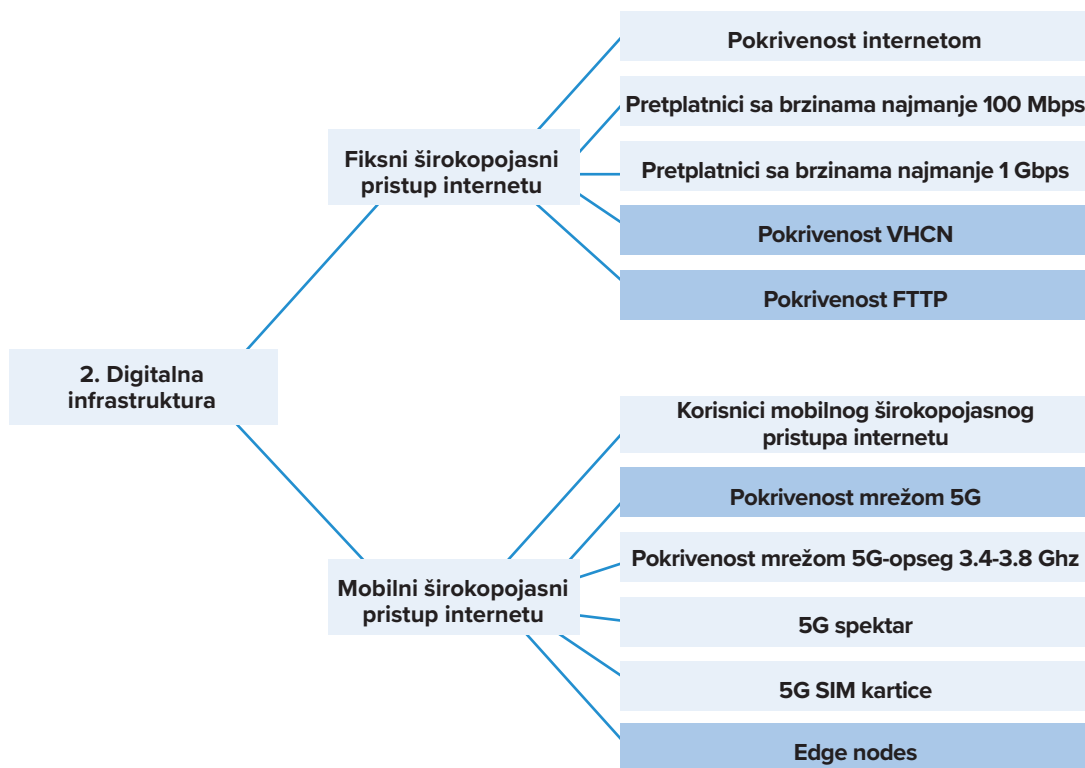 Pokrivenost internetom
Pretplatnici sa brzinama najmanje 100 Mbps
Fiksni širokopojasni
pristup internetu
Pretplatnici sa brzinama najmanje 1 Gbps
Pokrivenost VHCN
Pokrivenost FTTP
2. Digitalna
infrastruktura
Korisnici mobilnog širokopojasnog
pristupa internetu
Pokrivenost mrežom 5G
Pokrivenost mrežom 5G-opseg 3.4-3.8 Ghz
Mobilni širokopojasni
pristup internetu
5G spektar
5G SIM kartice
Edge nodes